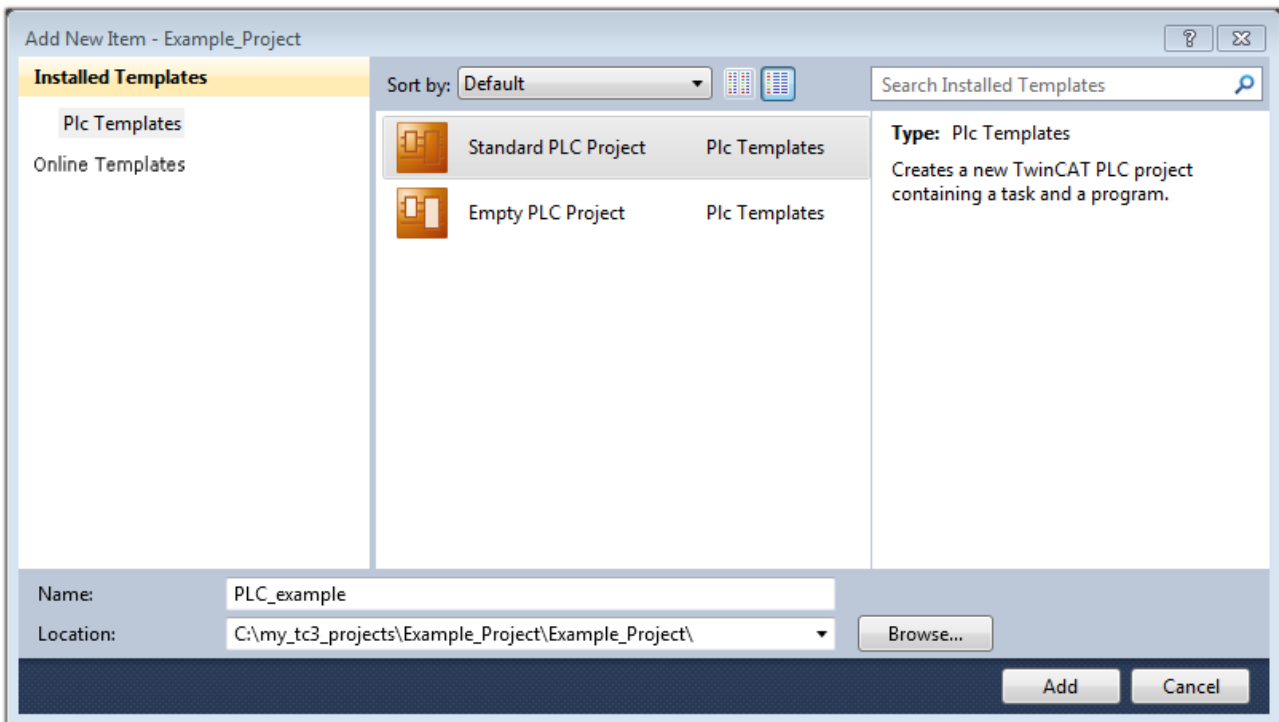 Add New Item - Example_Project
Installed Templates
Plc Templates
Online Templates
Sort by: Default
Search Installed Templates
Standard PLC Project Plc Templates
Empty PLC Project Plc Templates
Type: Plc Templates
Creates a new TwinCAT PLC project
containing a task and a program.
Name: PLC_example
Location: C:\my_tc3_projects\Example_Project\Example_Project\
Browse...
Add Cancel